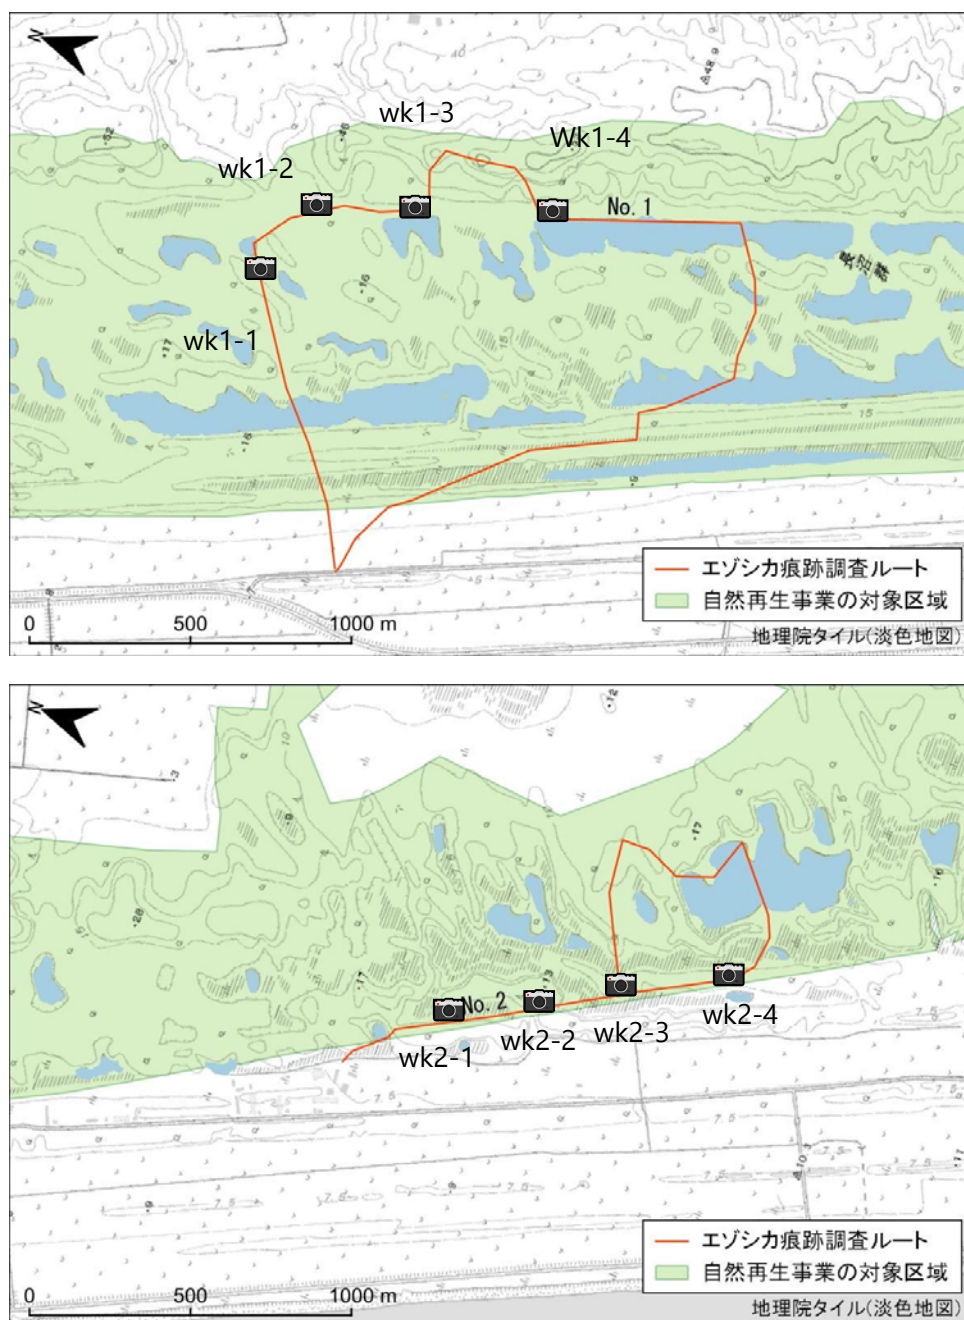 N
wk1-3
Wk1-4
wk1-2
No. 1
長沼群
wk1-1
エゾシカ痕跡調査ルート
自然再生事業の対象区域
地理院タイル(淡色地図)
0 500 1000 m
N
No. 2
wk2-4
wk2-3
wk2-2
wk2-1
エゾシカ痕跡調査ルート
自然再生事業の対象区域
地理院タイル(淡色地図)
0 500 1000 m